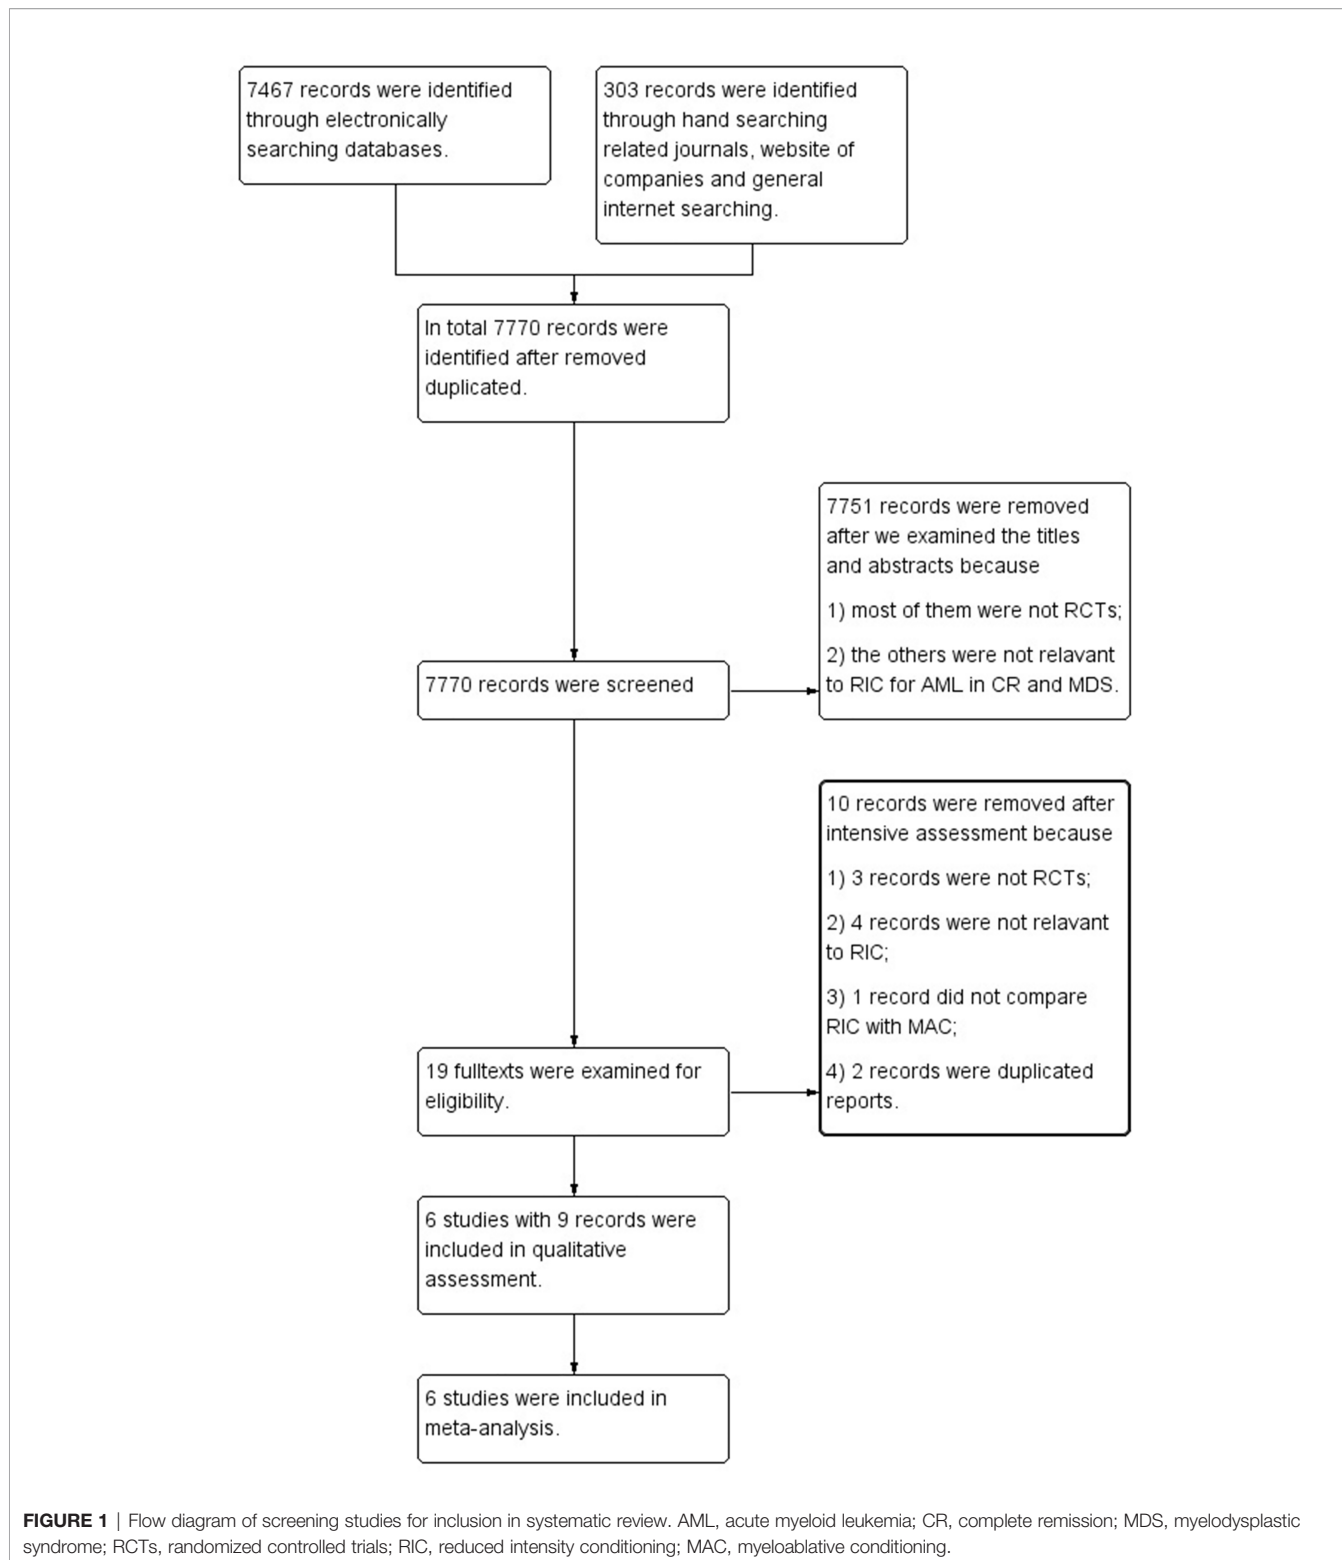 7467 records were identified
through electronically
searching databases.
303 records were identified
through hand searching
related journals, website of
companies and general
internet searching.
In total 7770 records were
identified after removed
duplicated.
7751 records were removed
after we examined the titles
and abstracts because
1) most of them were not RCTs;
2) the others were not relavant
to RIC for AML in CR and MDS.
7770 records were screened
10 records were removed after
intensive assessment because
1) 3 records were not RCTs;
2) 4 records were not relavant
to RIC;
3) 1 record did not compare
RIC with MAC;
4) 2 records were duplicated
reports.
19 fulltexts were examined for
eligibility.
6 studies with 9 records were
included in qualitative
assessment.
6 studies were included in
meta-analysis.
FIGURE 1 | Flow diagram of screening studies for inclusion in systematic review. AML, acute myeloid leukemia; CR, complete remission; MDS, myelodysplastic
syndrome; RCTs, randomized controlled trials; RIC, reduced intensity conditioning; MAC, myeloablative conditioning.